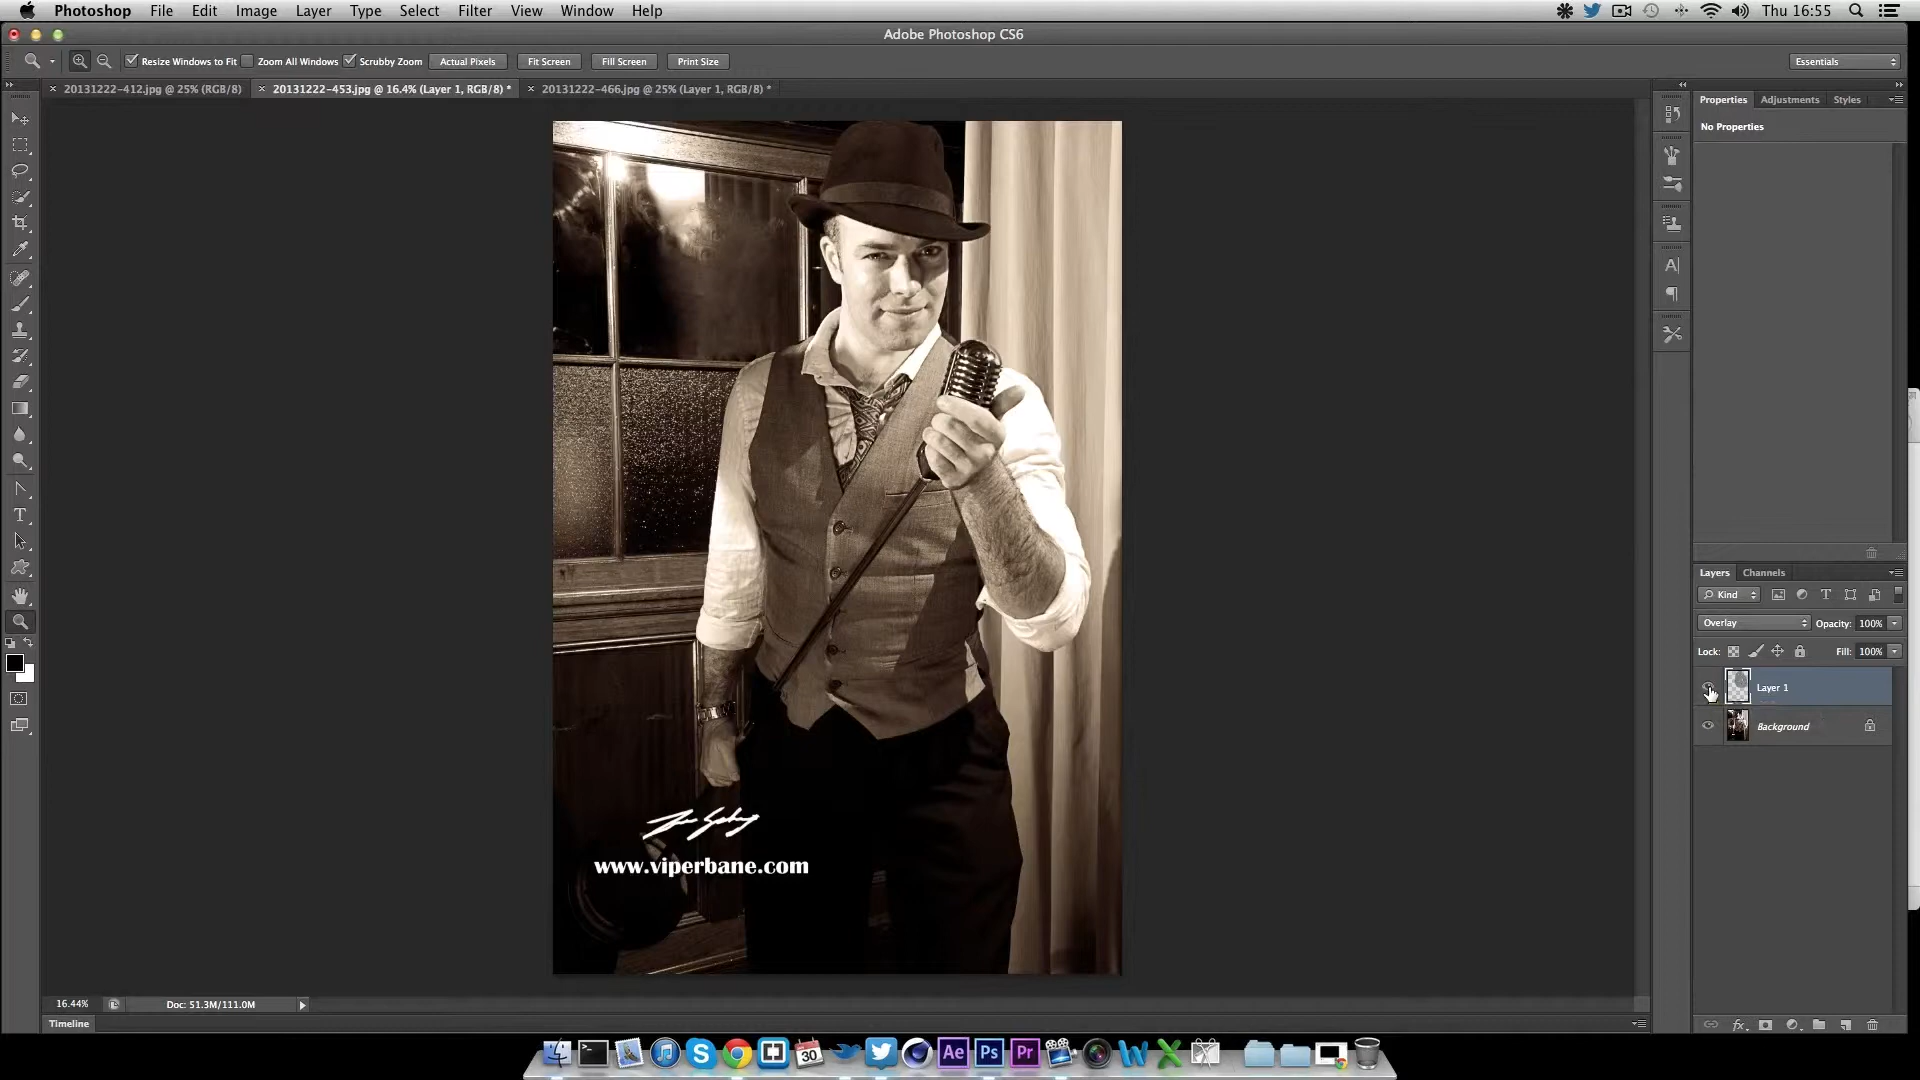 Photoshop File Edit Image Layer Type Select Filter View Window Help Thu 16:55
Adobe Photoshop CS6
Resize Windows to Fit Zoom All Windows Scrubby Zoom Actual Pixels Fit Screen Fill Screen Print Size Essentials
20131222-412.jpg @ 25% (RGB/8) 20131222-453.jpg @ 16.4% (Layer 1, RGB/8) * 20131222-466.jpg @ 25% (Layer 1, RGB/8) *
Properties Adjustments Styles
No Properties
Layers Channels
Kind
Overlay Opacity: 100%
Lock: Fill: 100%
Layer 1
Background
www.viperbane.com
16.44% Doc: 51.3M/111.0M
Timeline
30 Ae Ps Pr